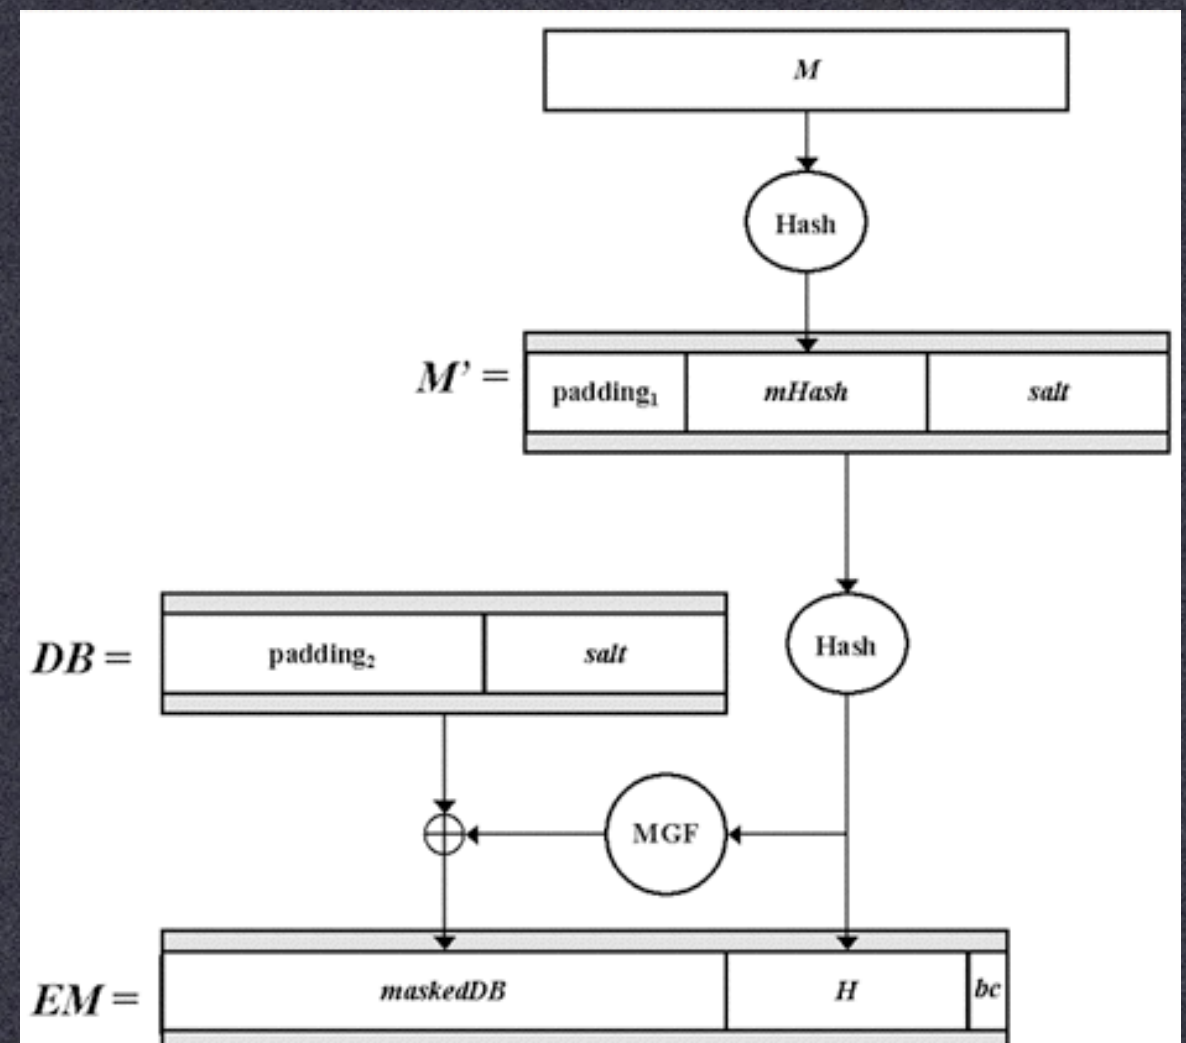 M
Hash
M’ = padding₁ mHash salt
DB = padding₂ salt
Hash
MGF
EM = maskedDB H bc